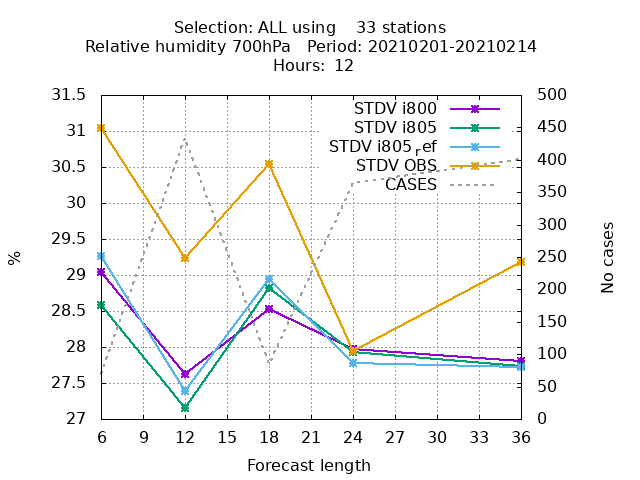 Selection: ALL using    33 stations
Relative humidity 700hPa   Period: 20210201-20210214
Hours:  12
STDV i800
STDV i805
STDV i805ref
STDV OBS
CASES
31.5
31
30.5
30
29.5
29
28.5
28
27.5
27
500
450
400
350
300
250
200
150
100
50
0
%
No cases
6 9 12 15 18 21 24 27 30 33 36
Forecast length